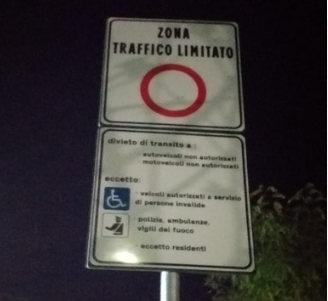 ZONA
TRAFFICO LIMITATO
divieto di transito a:
- autoveicoli non autorizzati
motoveicoli non autorizzati
eccetto:
- veicoli autorizzati a servizio
di persone invalide
- polizia, ambulanze,
vigili del fuoco
- eccetto residenti